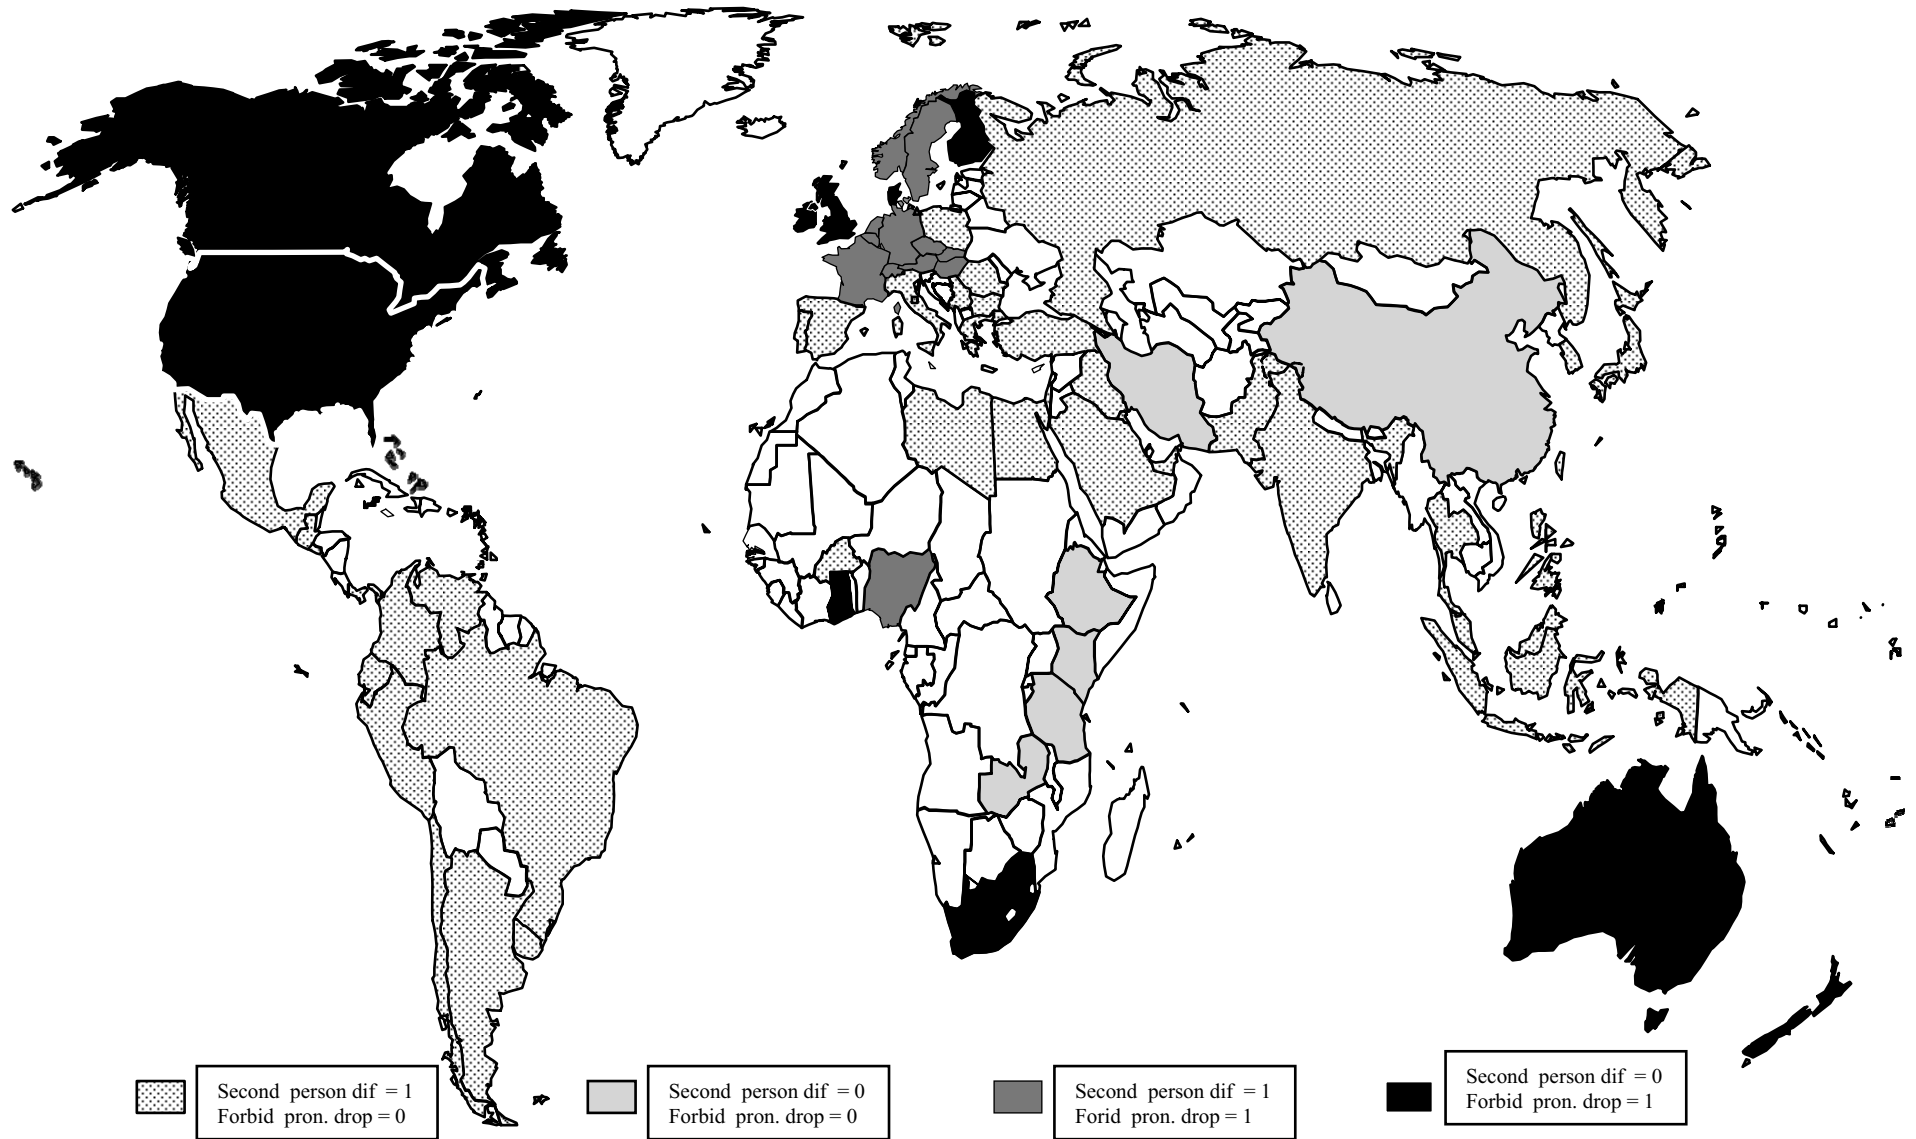 Second person dif = 1
Forbid pron. drop = 0
Second person dif = 0
Forbid pron. drop = 0
Second person dif = 1
Forid pron. drop = 1
Second person dif = 0
Forbid pron. drop = 1